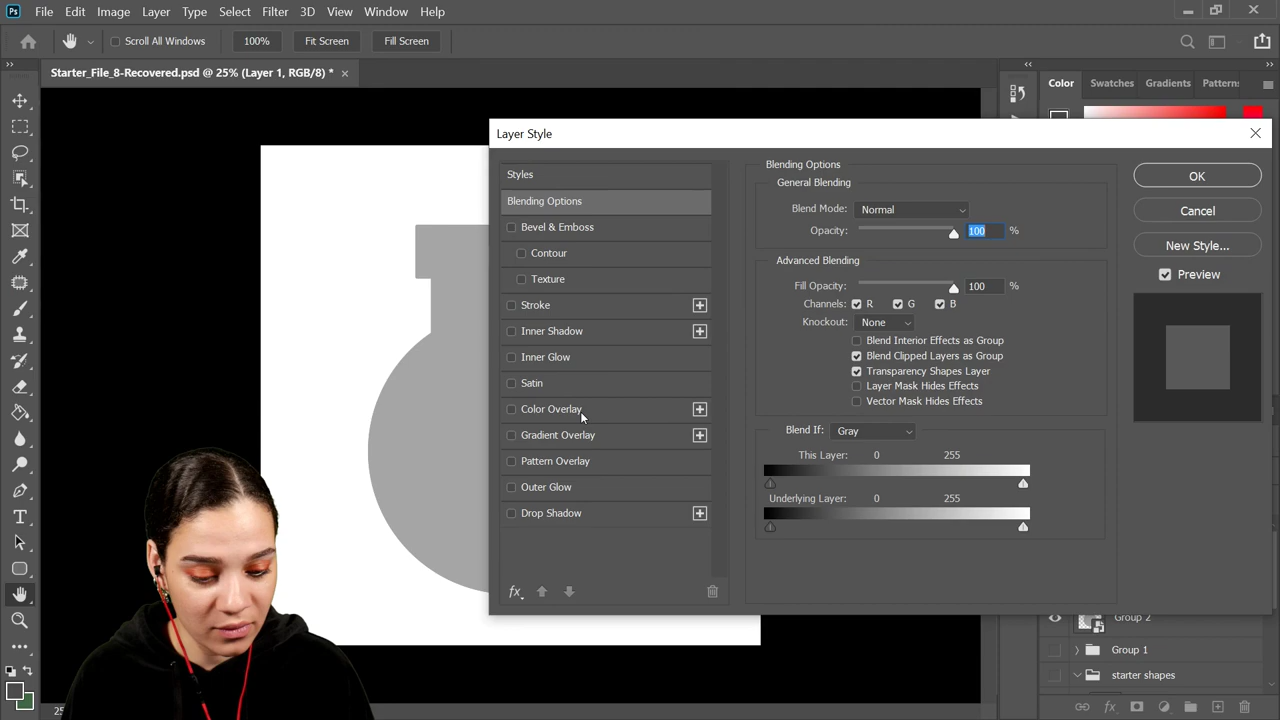 Ps File Edit Image Layer Type Select Filter 3D View Window Help
Scroll All Windows 100% Fit Screen Fill Screen
Starter_File_8-Recovered.psd @ 25% (Layer 1, RGB/8) *
Color Swatches Gradients Pattern
Layer Style
Styles
Blending Options
Bevel & Emboss
Contour
Texture
Stroke
Inner Shadow
Inner Glow
Satin
Color Overlay
Gradient Overlay
Pattern Overlay
Outer Glow
Drop Shadow
fx
Blending Options
General Blending
Blend Mode: Normal
Opacity: 100 %
Advanced Blending
Fill Opacity: 100 %
Channels: R G B
Knockout: None
Blend Interior Effects as Group
Blend Clipped Layers as Group
Transparency Shapes Layer
Layer Mask Hides Effects
Vector Mask Hides Effects
Blend If: Gray
This Layer: 0 255
Underlying Layer: 0 255
OK
Cancel
New Style...
Preview
Group 2
Group 1
starter shapes
fx